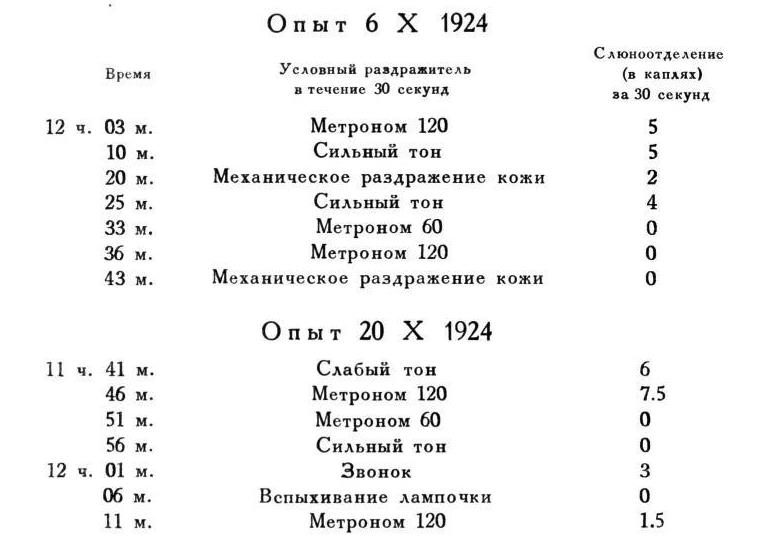 Опыт 6 X 1924
Время Условный раздражитель в течение 30 секунд Слюноотделение (в каплях) за 30 секунд
12 ч. 03 м. Метроном 120 5
10 м. Сильный тон 5
20 м. Механическое раздражение кожи 2
25 м. Сильный тон 4
33 м. Метроном 60 0
36 м. Метроном 120 0
43 м. Механическое раздражение кожи 0
Опыт 20 X 1924
11 ч. 41 м. Слабый тон 6
46 м. Метроном 120 7.5
51 м. Метроном 60 0
56 м. Сильный тон 0
12 ч. 01 м. Звонок 3
06 м. Вспыхивание лампочки 0
11 м. Метроном 120 1.5